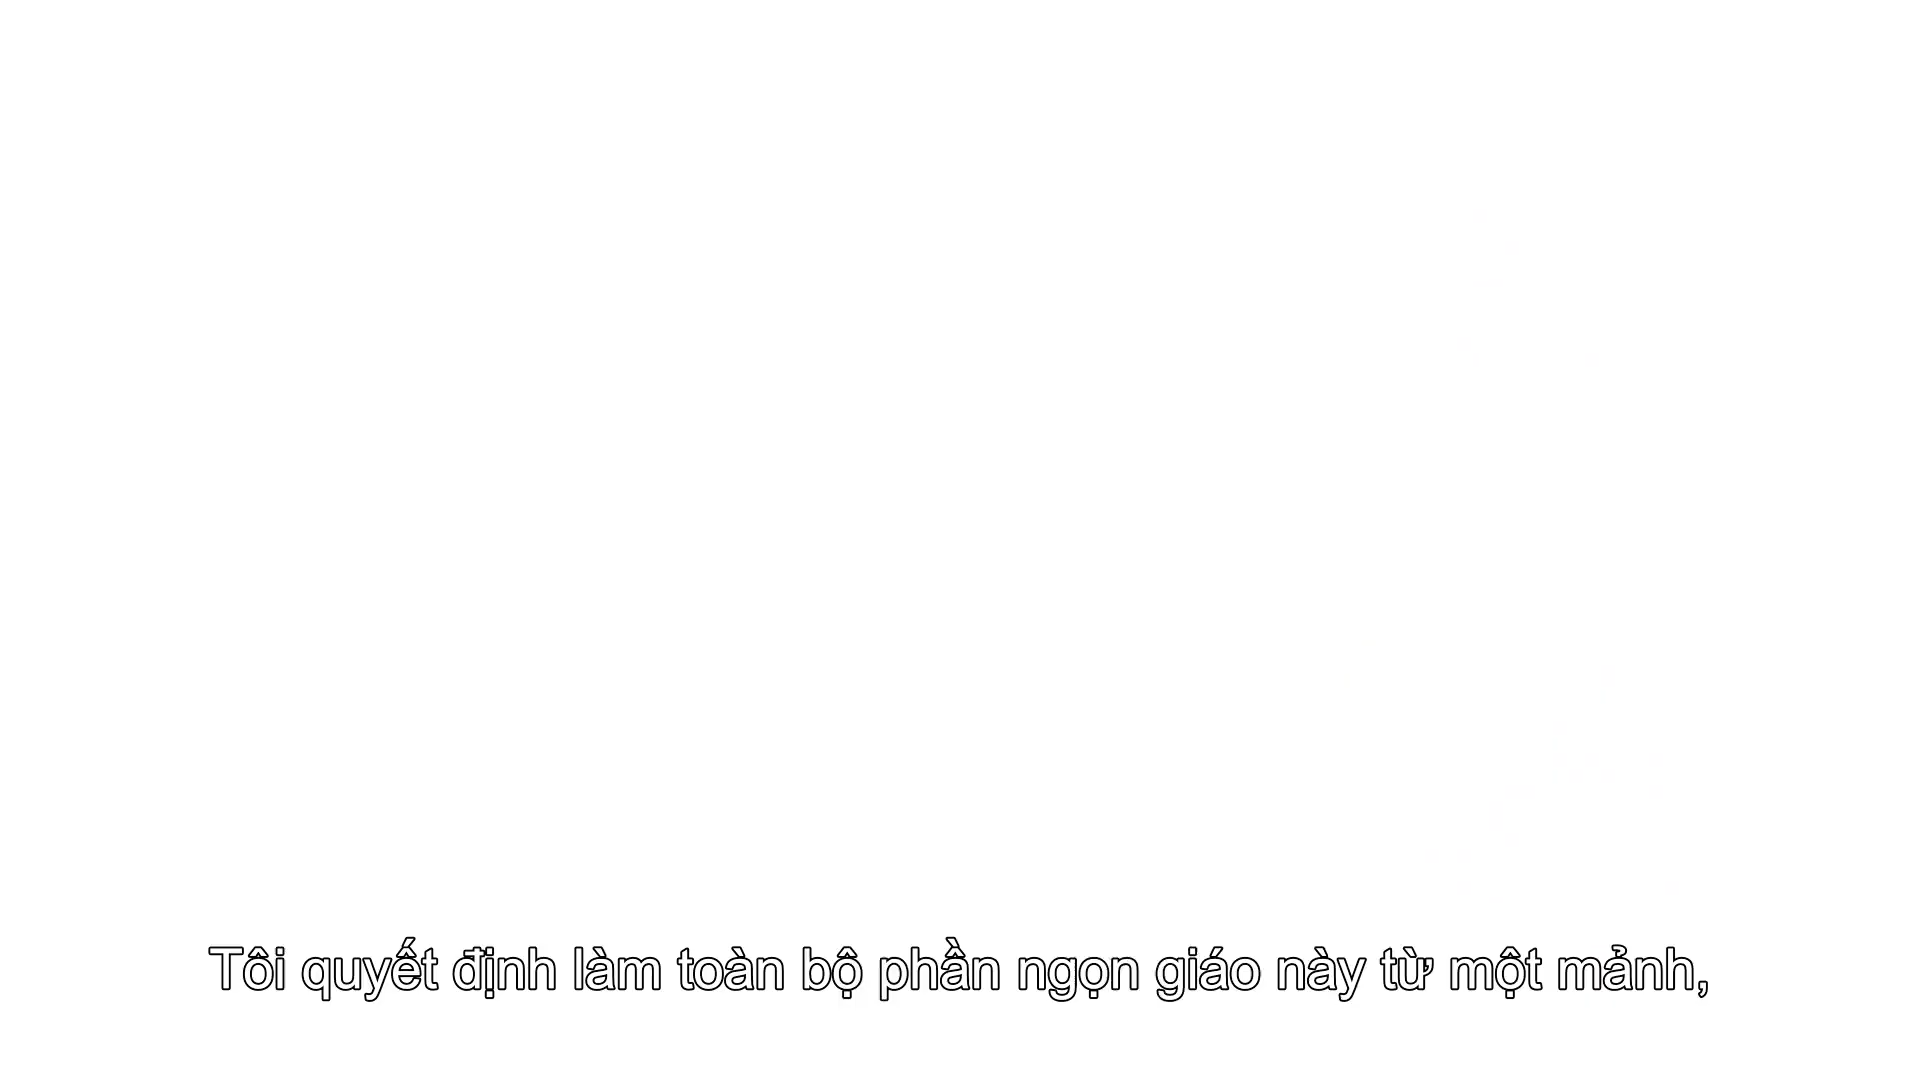 Tôi quyết định làm toàn bộ phần ngọn giáo này từ một mảnh,